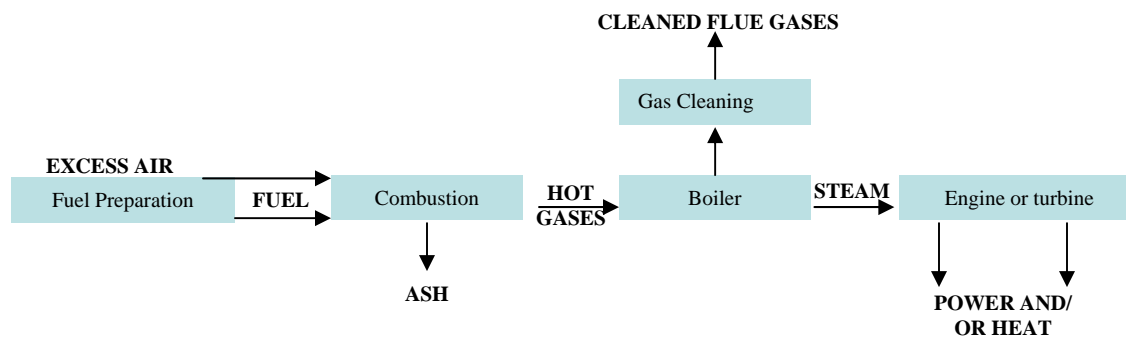 CLEANED FLUE GASES
Gas Cleaning
EXCESS AIR
Fuel Preparation
FUEL
Combustion
HOT
GASES
Boiler
STEAM
Engine or turbine
ASH
POWER AND/
OR HEAT